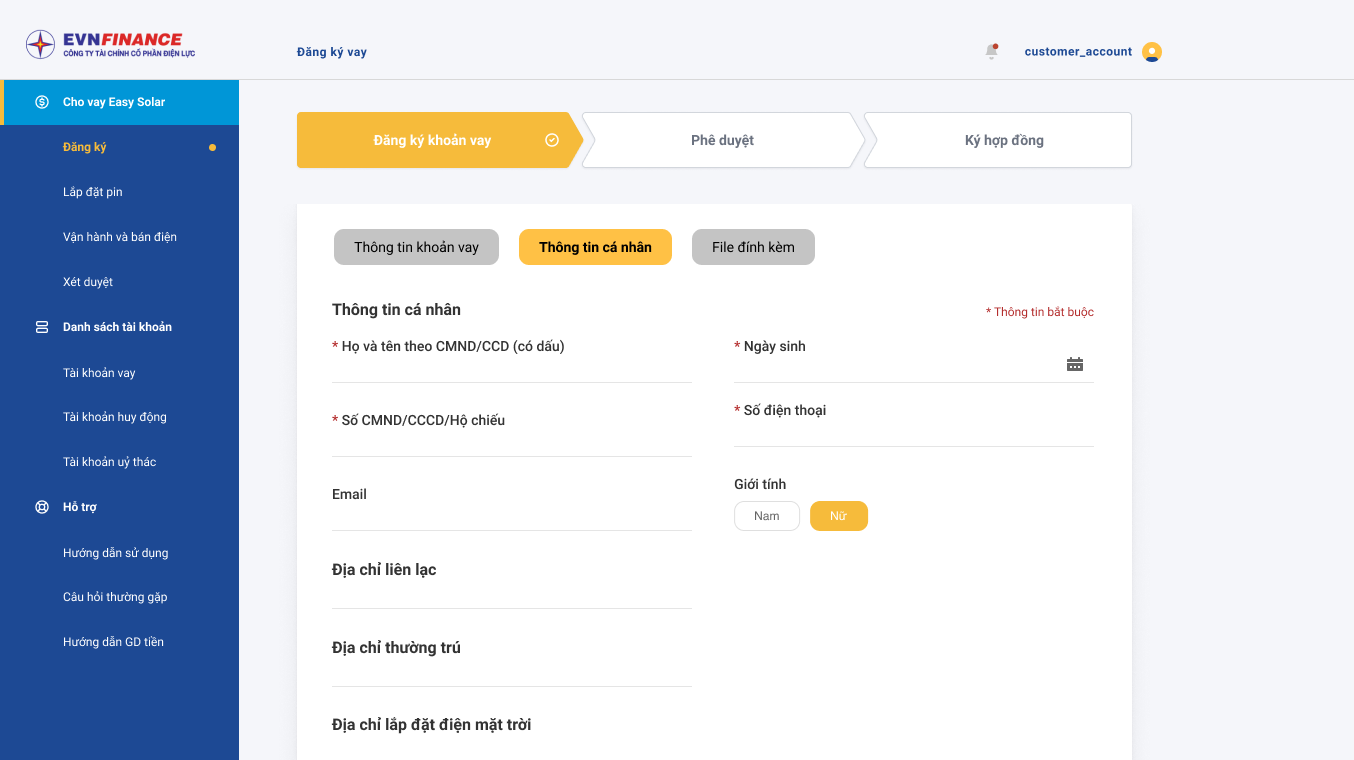 EVNFINANCE
CÔNG TY TÀI CHÍNH CỔ PHẦN ĐIỆN LỰC
Đăng ký vay
customer_account
Cho vay Easy Solar
Đăng ký
Lắp đặt pin
Vận hành và bán điện
Xét duyệt
Danh sách tài khoản
Tài khoản vay
Tài khoản huy động
Tài khoản uỷ thác
Hỗ trợ
Hướng dẫn sử dụng
Câu hỏi thường gặp
Hướng dẫn GD tiền
Đăng ký khoản vay
Phê duyệt
Ký hợp đồng
Thông tin khoản vay
Thông tin cá nhân
File đính kèm
Thông tin cá nhân
* Thông tin bắt buộc
* Họ và tên theo CMND/CCD (có dấu)
* Ngày sinh
* Số CMND/CCCD/Hộ chiếu
* Số điện thoại
Email
Giới tính
Nam
Nữ
Địa chỉ liên lạc
Địa chỉ thường trú
Địa chỉ lắp đặt điện mặt trời